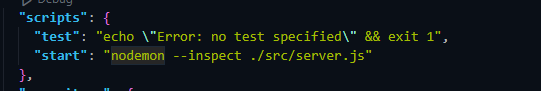 Debug
"scripts": {
"test": "echo \"Error: no test specified\" && exit 1",
"start": "nodemon --inspect ./src/server.js"
},